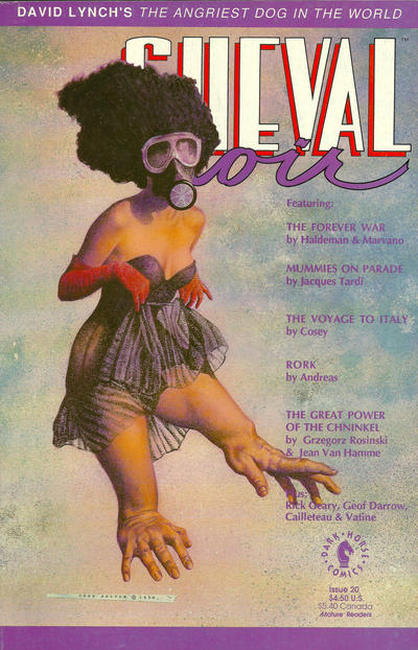 DAVID LYNCH'S THE ANGRIEST DOG IN THE WORLD
CHEVAL
noir
TM
Featuring:
THE FOREVER WAR
by Haldeman & Marvano
MUMMIES ON PARADE
by Jacques Tardi
THE VOYAGE TO ITALY
by Cosey
RORK
by Andreas
THE GREAT POWER
OF THE CHNINKEL
by Grzegorz Rosinski
& Jean Van Hamme
Plus:
Rick Geary, Geof Darrow,
Cailleteau & Vatine
DARK HORSE
COMICS
Issue 20
$4.50 U.S.
$5.40 Canada
Mature Readers